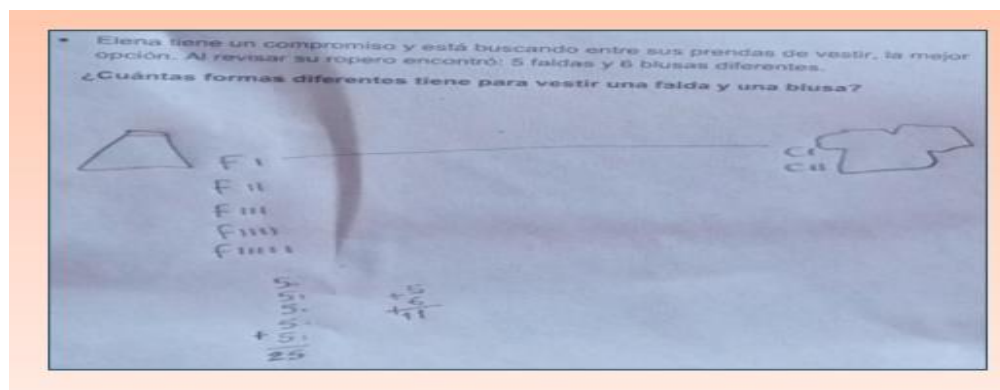 • Elena tiene un compromiso y está buscando entre sus prendas de vestir, la mejor
opción. Al revisar su ropero encontró: 5 faldas y 6 blusas diferentes.
¿Cuántas formas diferentes tiene para vestir una falda y una blusa?
F I
F II
F III
F IIII
F IIIII
C I
C II
5
5
5
5
+ 5
25
5
+ 6
+11